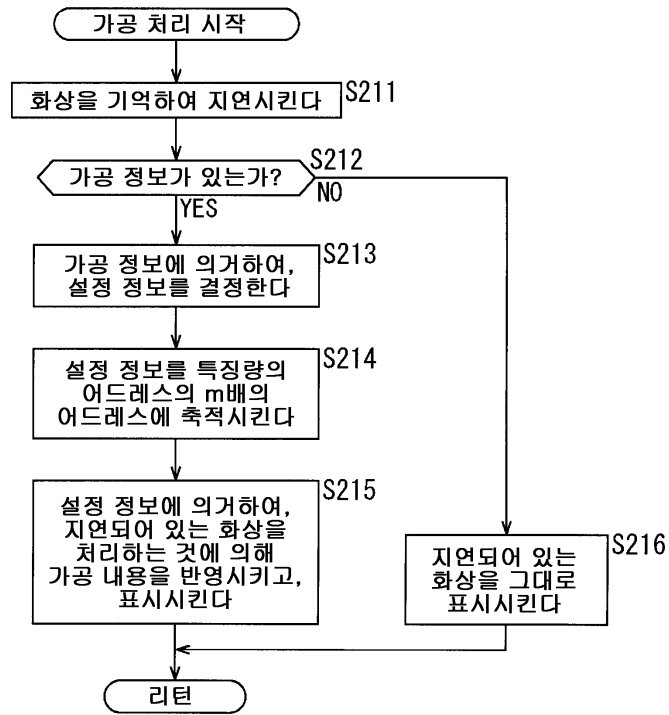 가공 처리 시작
화상을 기억하여 지연시킨다
S211
가공 정보가 있는가?
S212
NO
YES
가공 정보에 의거하여,
설정 정보를 결정한다
S213
설정 정보를 특징량의
어드레스의 m배의
어드레스에 축적시킨다
S214
설정 정보에 의거하여,
지연되어 있는 화상을
처리하는 것에 의해
가공 내용을 반영시키고,
표시시킨다
S215
지연되어 있는
화상을 그대로
표시시킨다
S216
리턴